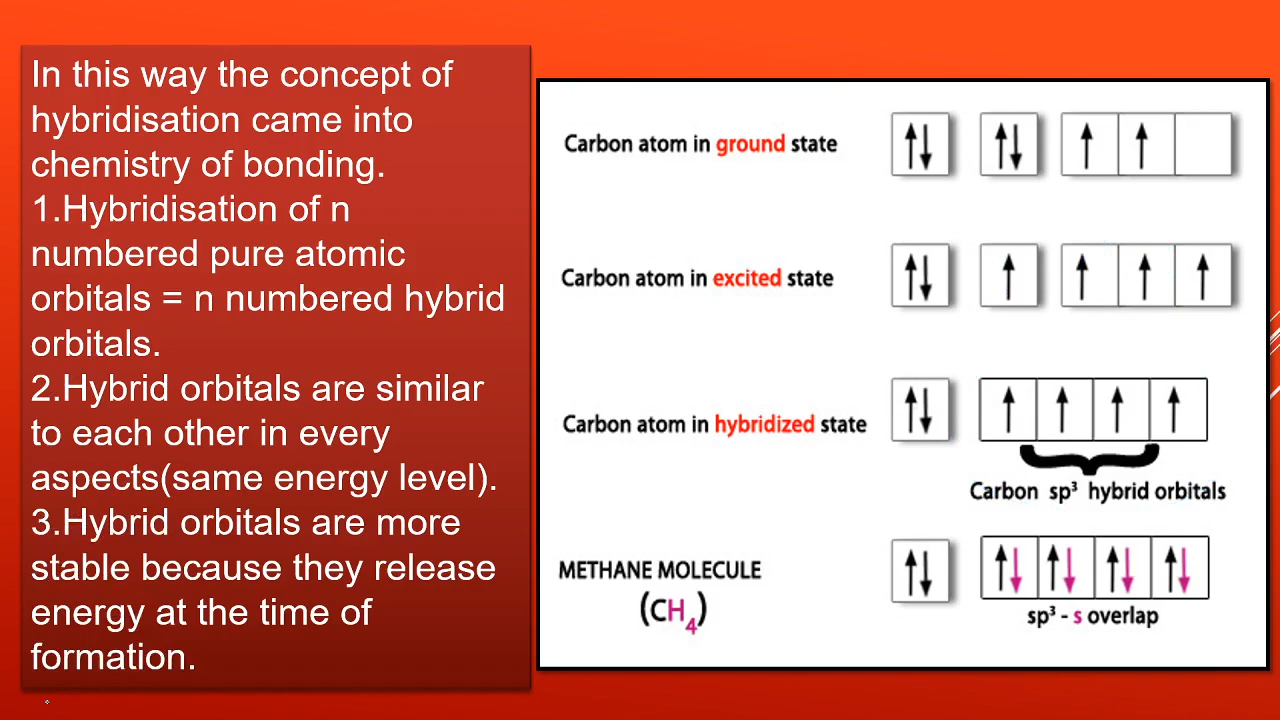 In this way the concept of
hybridisation came into
chemistry of bonding.
1.Hybridisation of n
numbered pure atomic
orbitals = n numbered hybrid
orbitals.
2.Hybrid orbitals are similar
to each other in every
aspects(same energy level).
3.Hybrid orbitals are more
stable because they release
energy at the time of
formation.
Carbon atom in ground state
Carbon atom in excited state
Carbon atom in hybridized state
Carbon sp³ hybrid orbitals
METHANE MOLECULE
(CH₄)
sp³ - s overlap